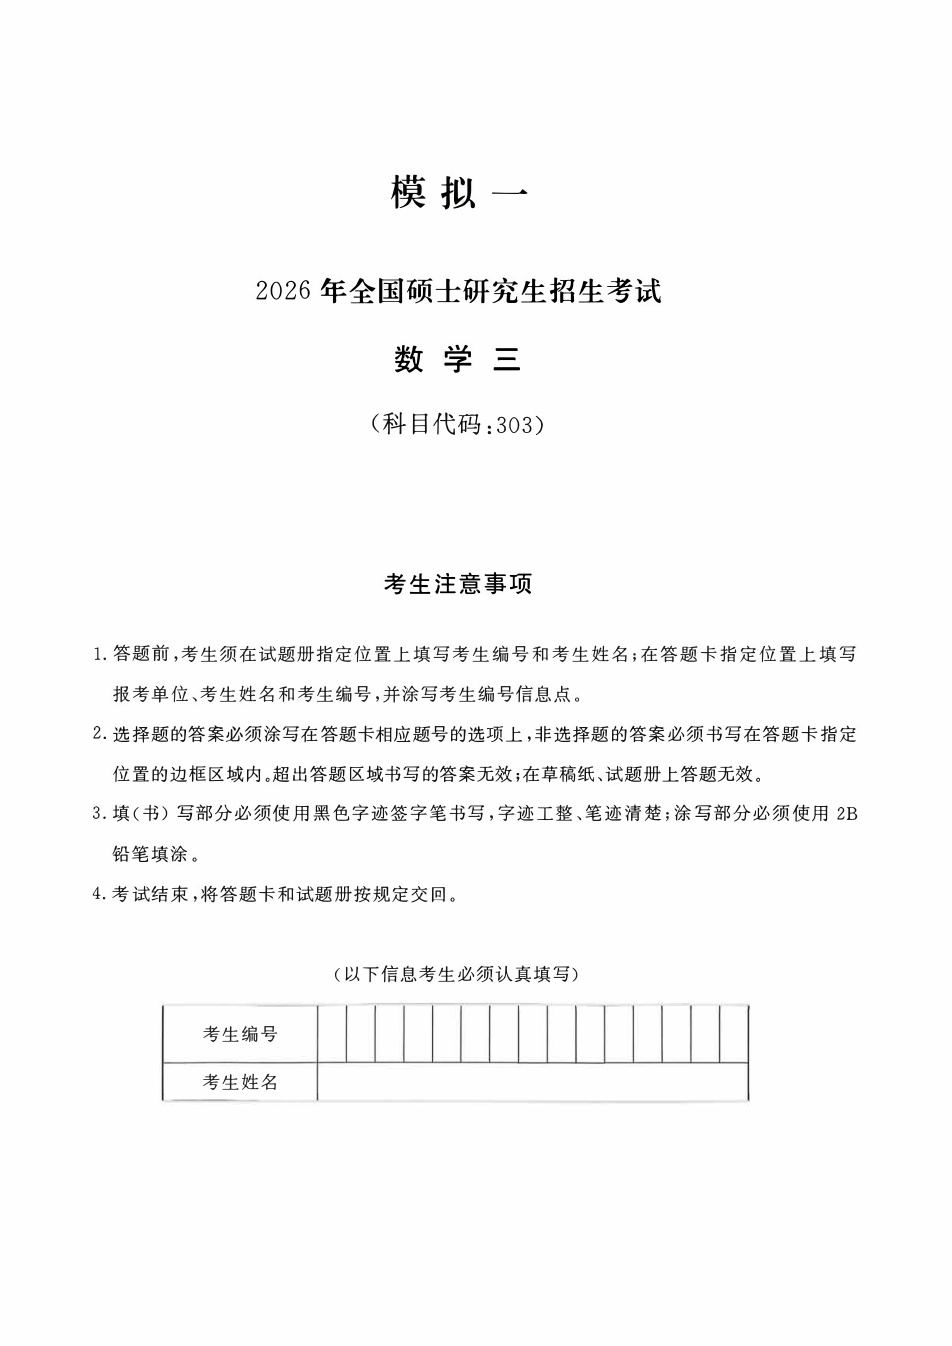 模拟一
2026年全国硕士研究生招生考试
数学三
(科目代码:303)
考生注意事项
1. 答题前,考生须在试题册指定位置上填写考生编号和考生姓名;在答题卡指定位置上填写
报考单位、考生姓名和考生编号,并涂写考生编号信息点。
2. 选择题的答案必须涂写在答题卡相应题号的选项上,非选择题的答案必须书写在答题卡指定
位置的边框区域内。超出答题区域书写的答案无效;在草稿纸、试题册上答题无效。
3. 填(书)写部分必须使用黑色字迹签字笔书写,字迹工整、笔迹清楚;涂写部分必须使用 2B
铅笔填涂。
4. 考试结束,将答题卡和试题册按规定交回。
(以下信息考生必须认真填写)
考生编号
考生姓名